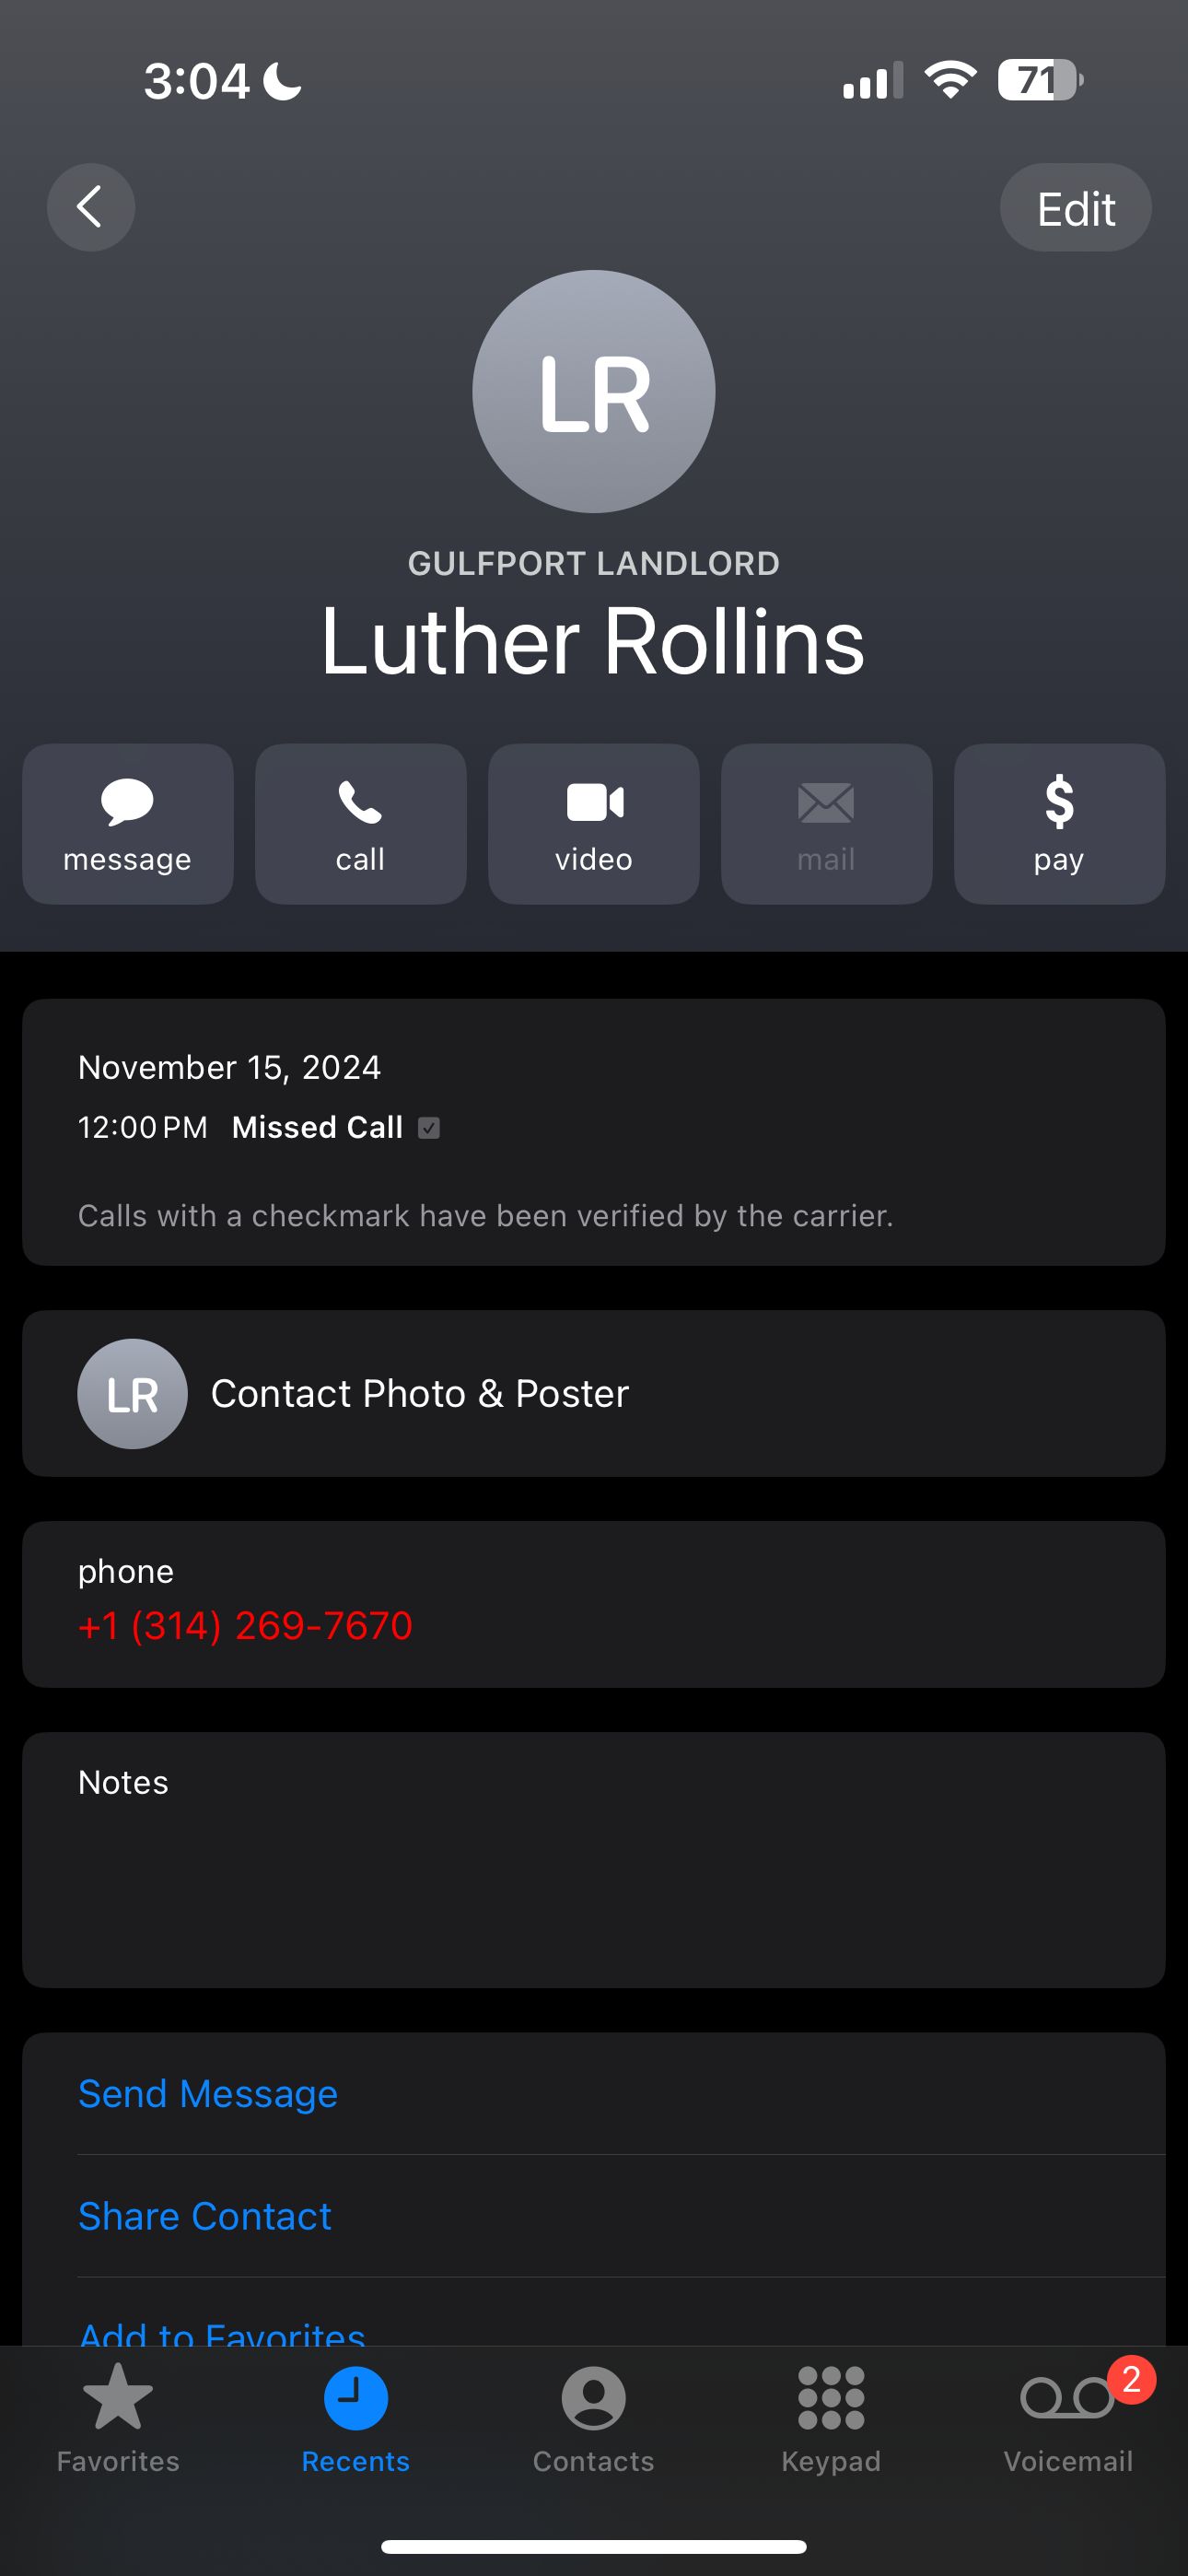 3:04
71
Edit
LR
GULFPORT LANDLORD
Luther Rollins
message call video mail pay
November 15, 2024
12:00 PM Missed Call
Calls with a checkmark have been verified by the carrier.
LR Contact Photo & Poster
phone
+1 (314) 269-7670
Notes
Send Message
Share Contact
Add to Favorites
2
Favorites Recents Contacts Keypad Voicemail